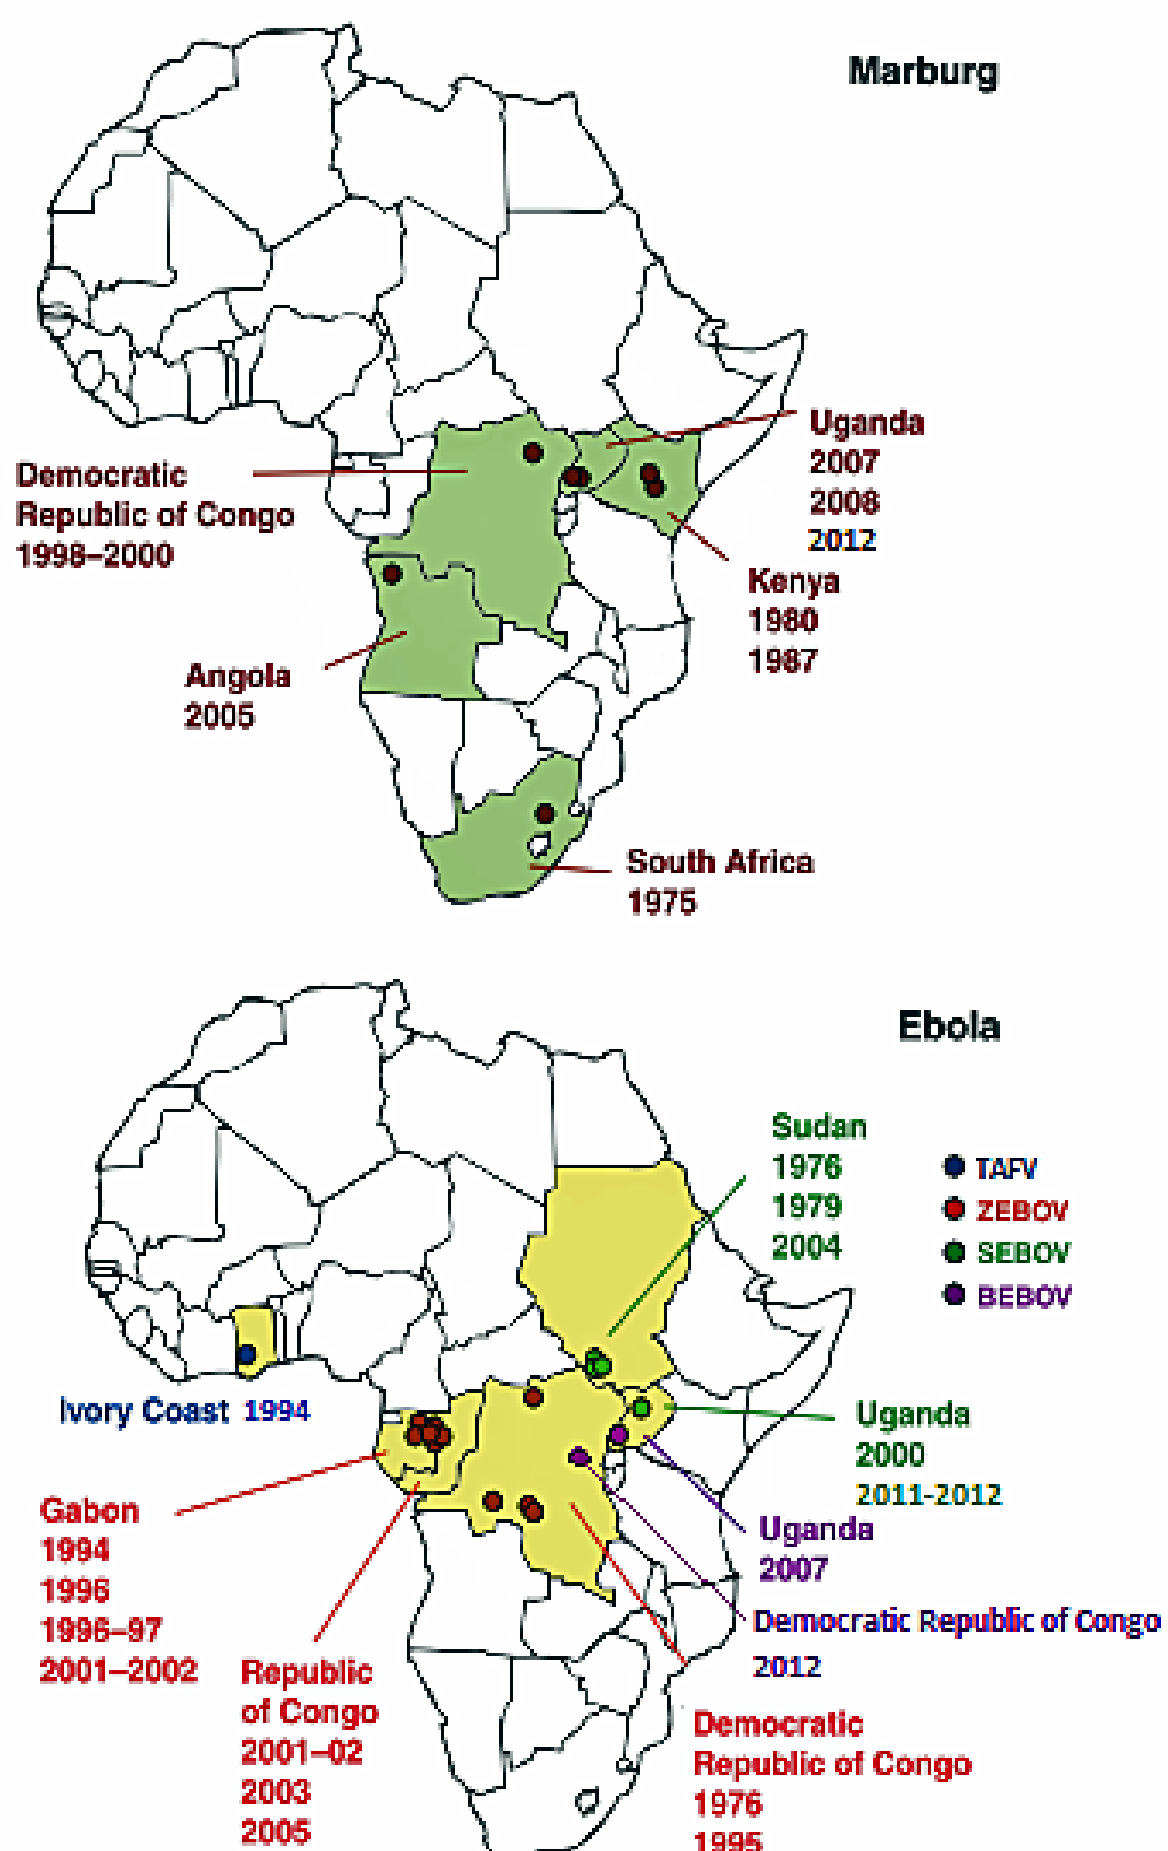 Marburg
Uganda
2007
2008
2012
Democratic
Republic of Congo
1998–2000
Kenya
1980
1987
Angola
2005
South Africa
1975
Ebola
Sudan
1976
1979
2004
TAFV
ZEBOV
SEBOV
BEBOV
Ivory Coast 1994
Uganda
2000
2011-2012
Gabon
1994
1996
1996–97
2001–2002
Uganda
2007
Democratic Republic of Congo
2012
Republic
of Congo
2001–02
2003
2005
Democratic
Republic of Congo
1976
1995